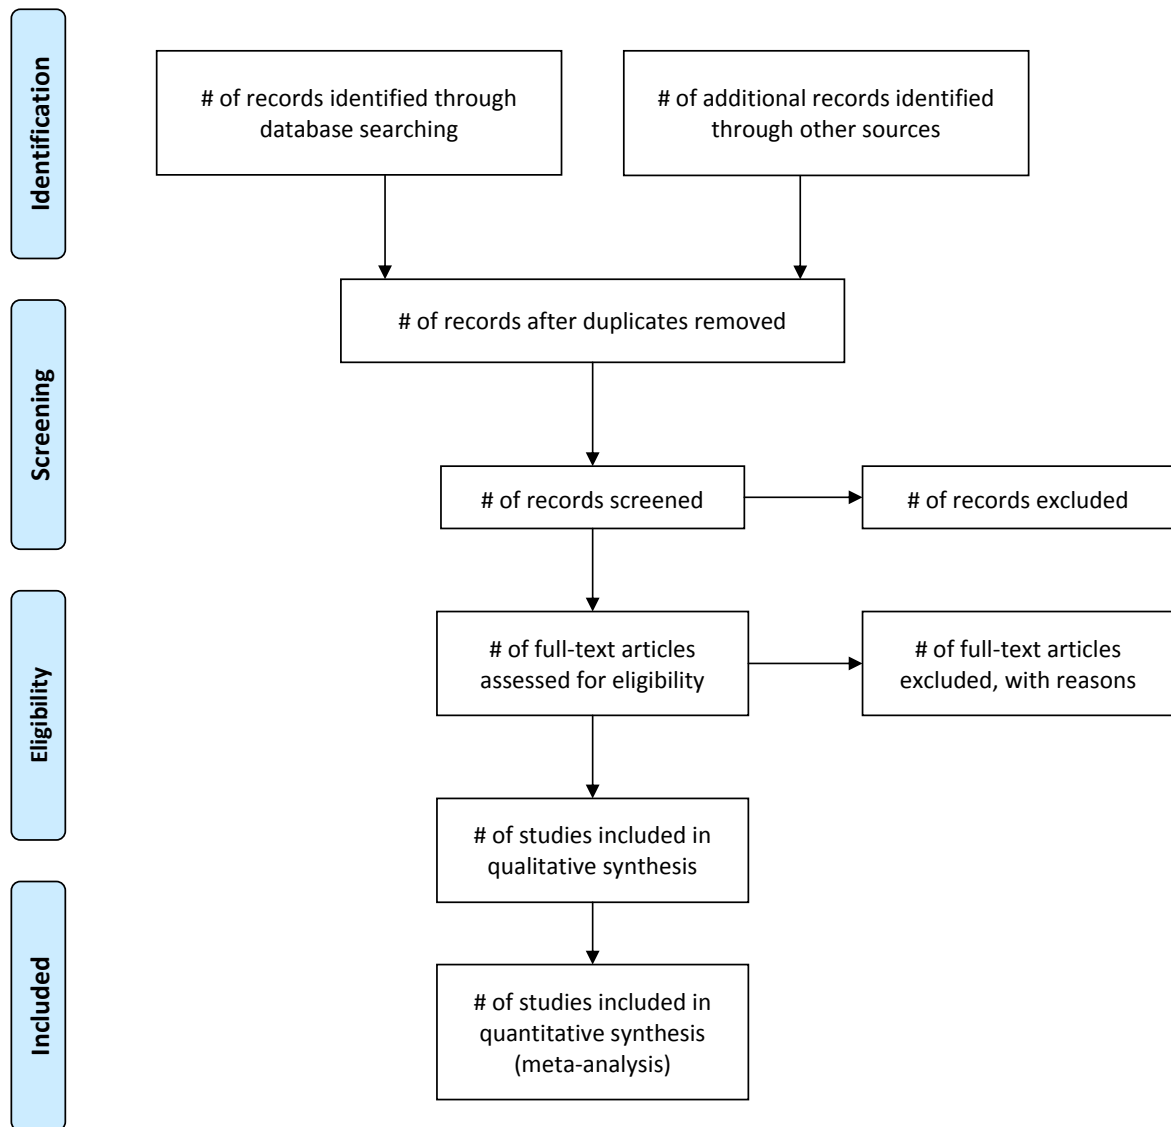 Identification
# of records identified through
database searching
# of additional records identified
through other sources
Screening
# of records after duplicates removed
# of records screened
# of records excluded
Eligibility
# of full-text articles
assessed for eligibility
# of full-text articles
excluded, with reasons
# of studies included in
qualitative synthesis
Included
# of studies included in
quantitative synthesis
(meta-analysis)